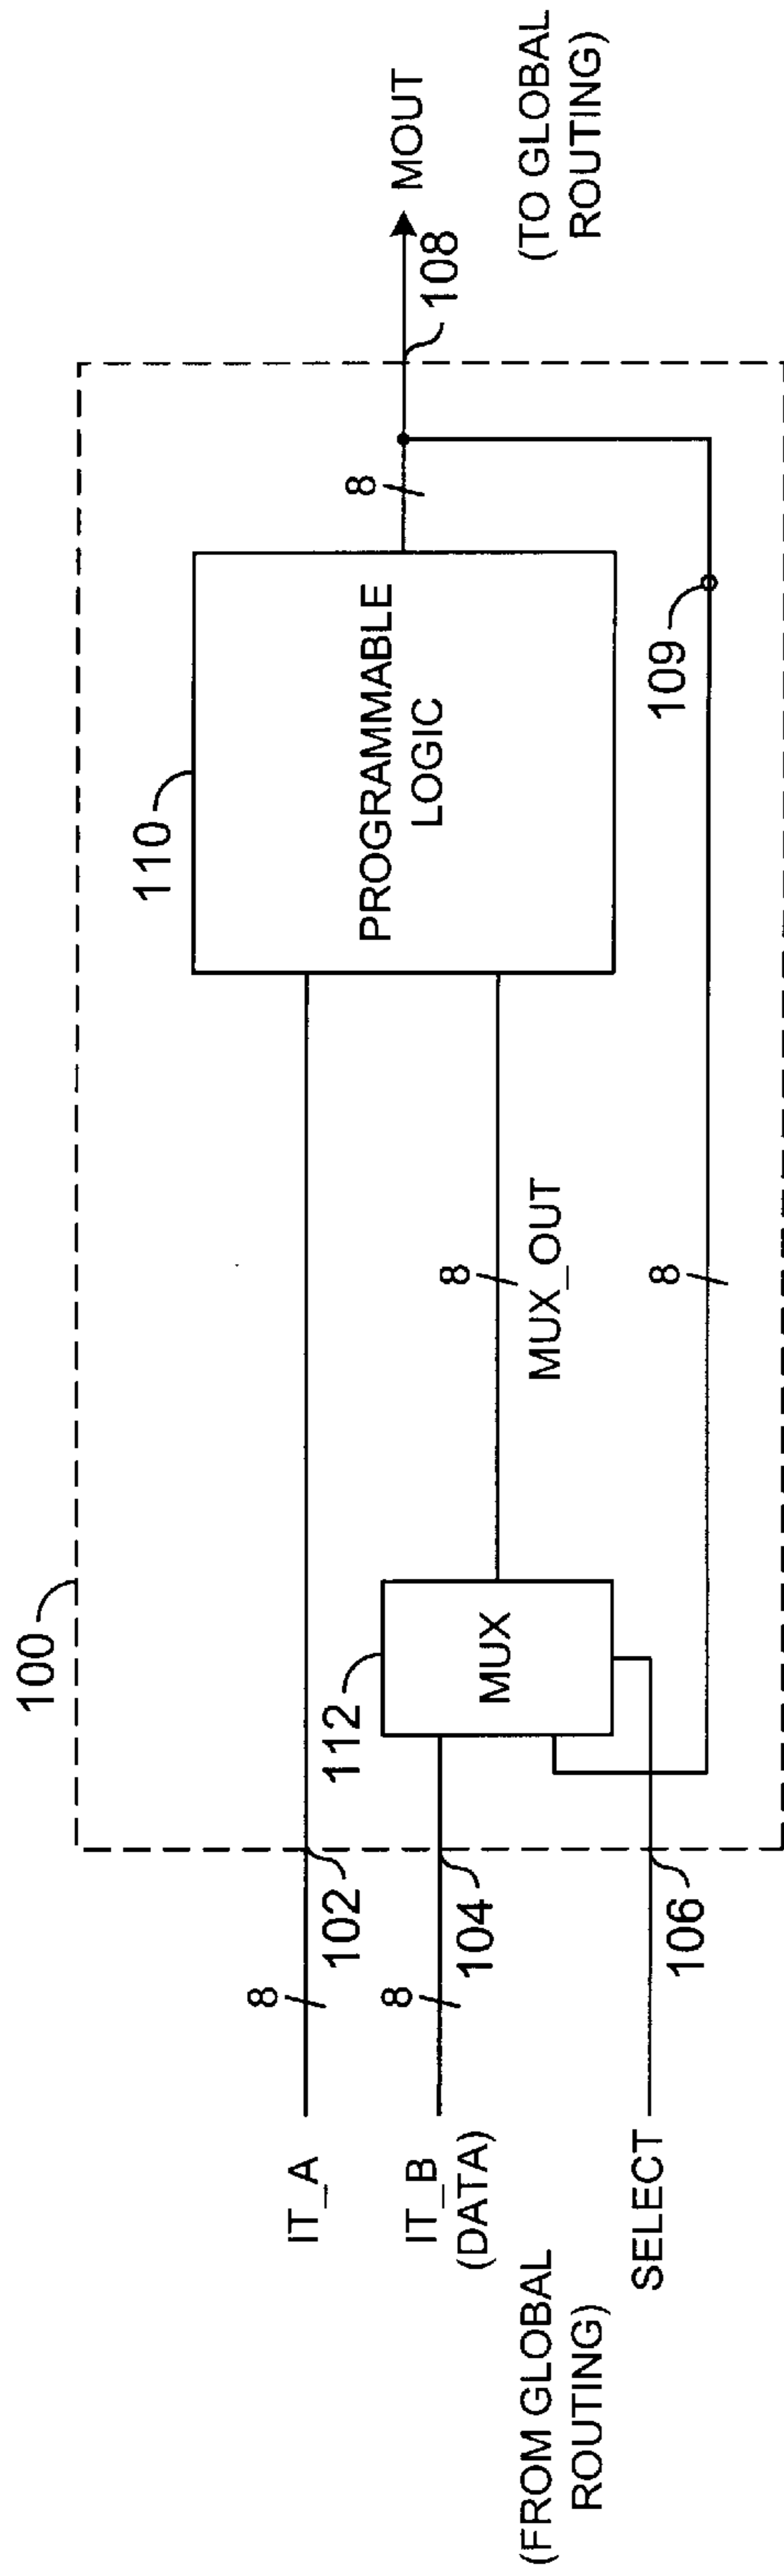 100
IT_A
8
102
IT_B
(DATA)
8
104
(FROM GLOBAL
ROUTING)
SELECT
106
112
MUX
8
MUX_OUT
8
110
PROGRAMMABLE
LOGIC
109
8
108
MOUT
(TO GLOBAL
ROUTING)